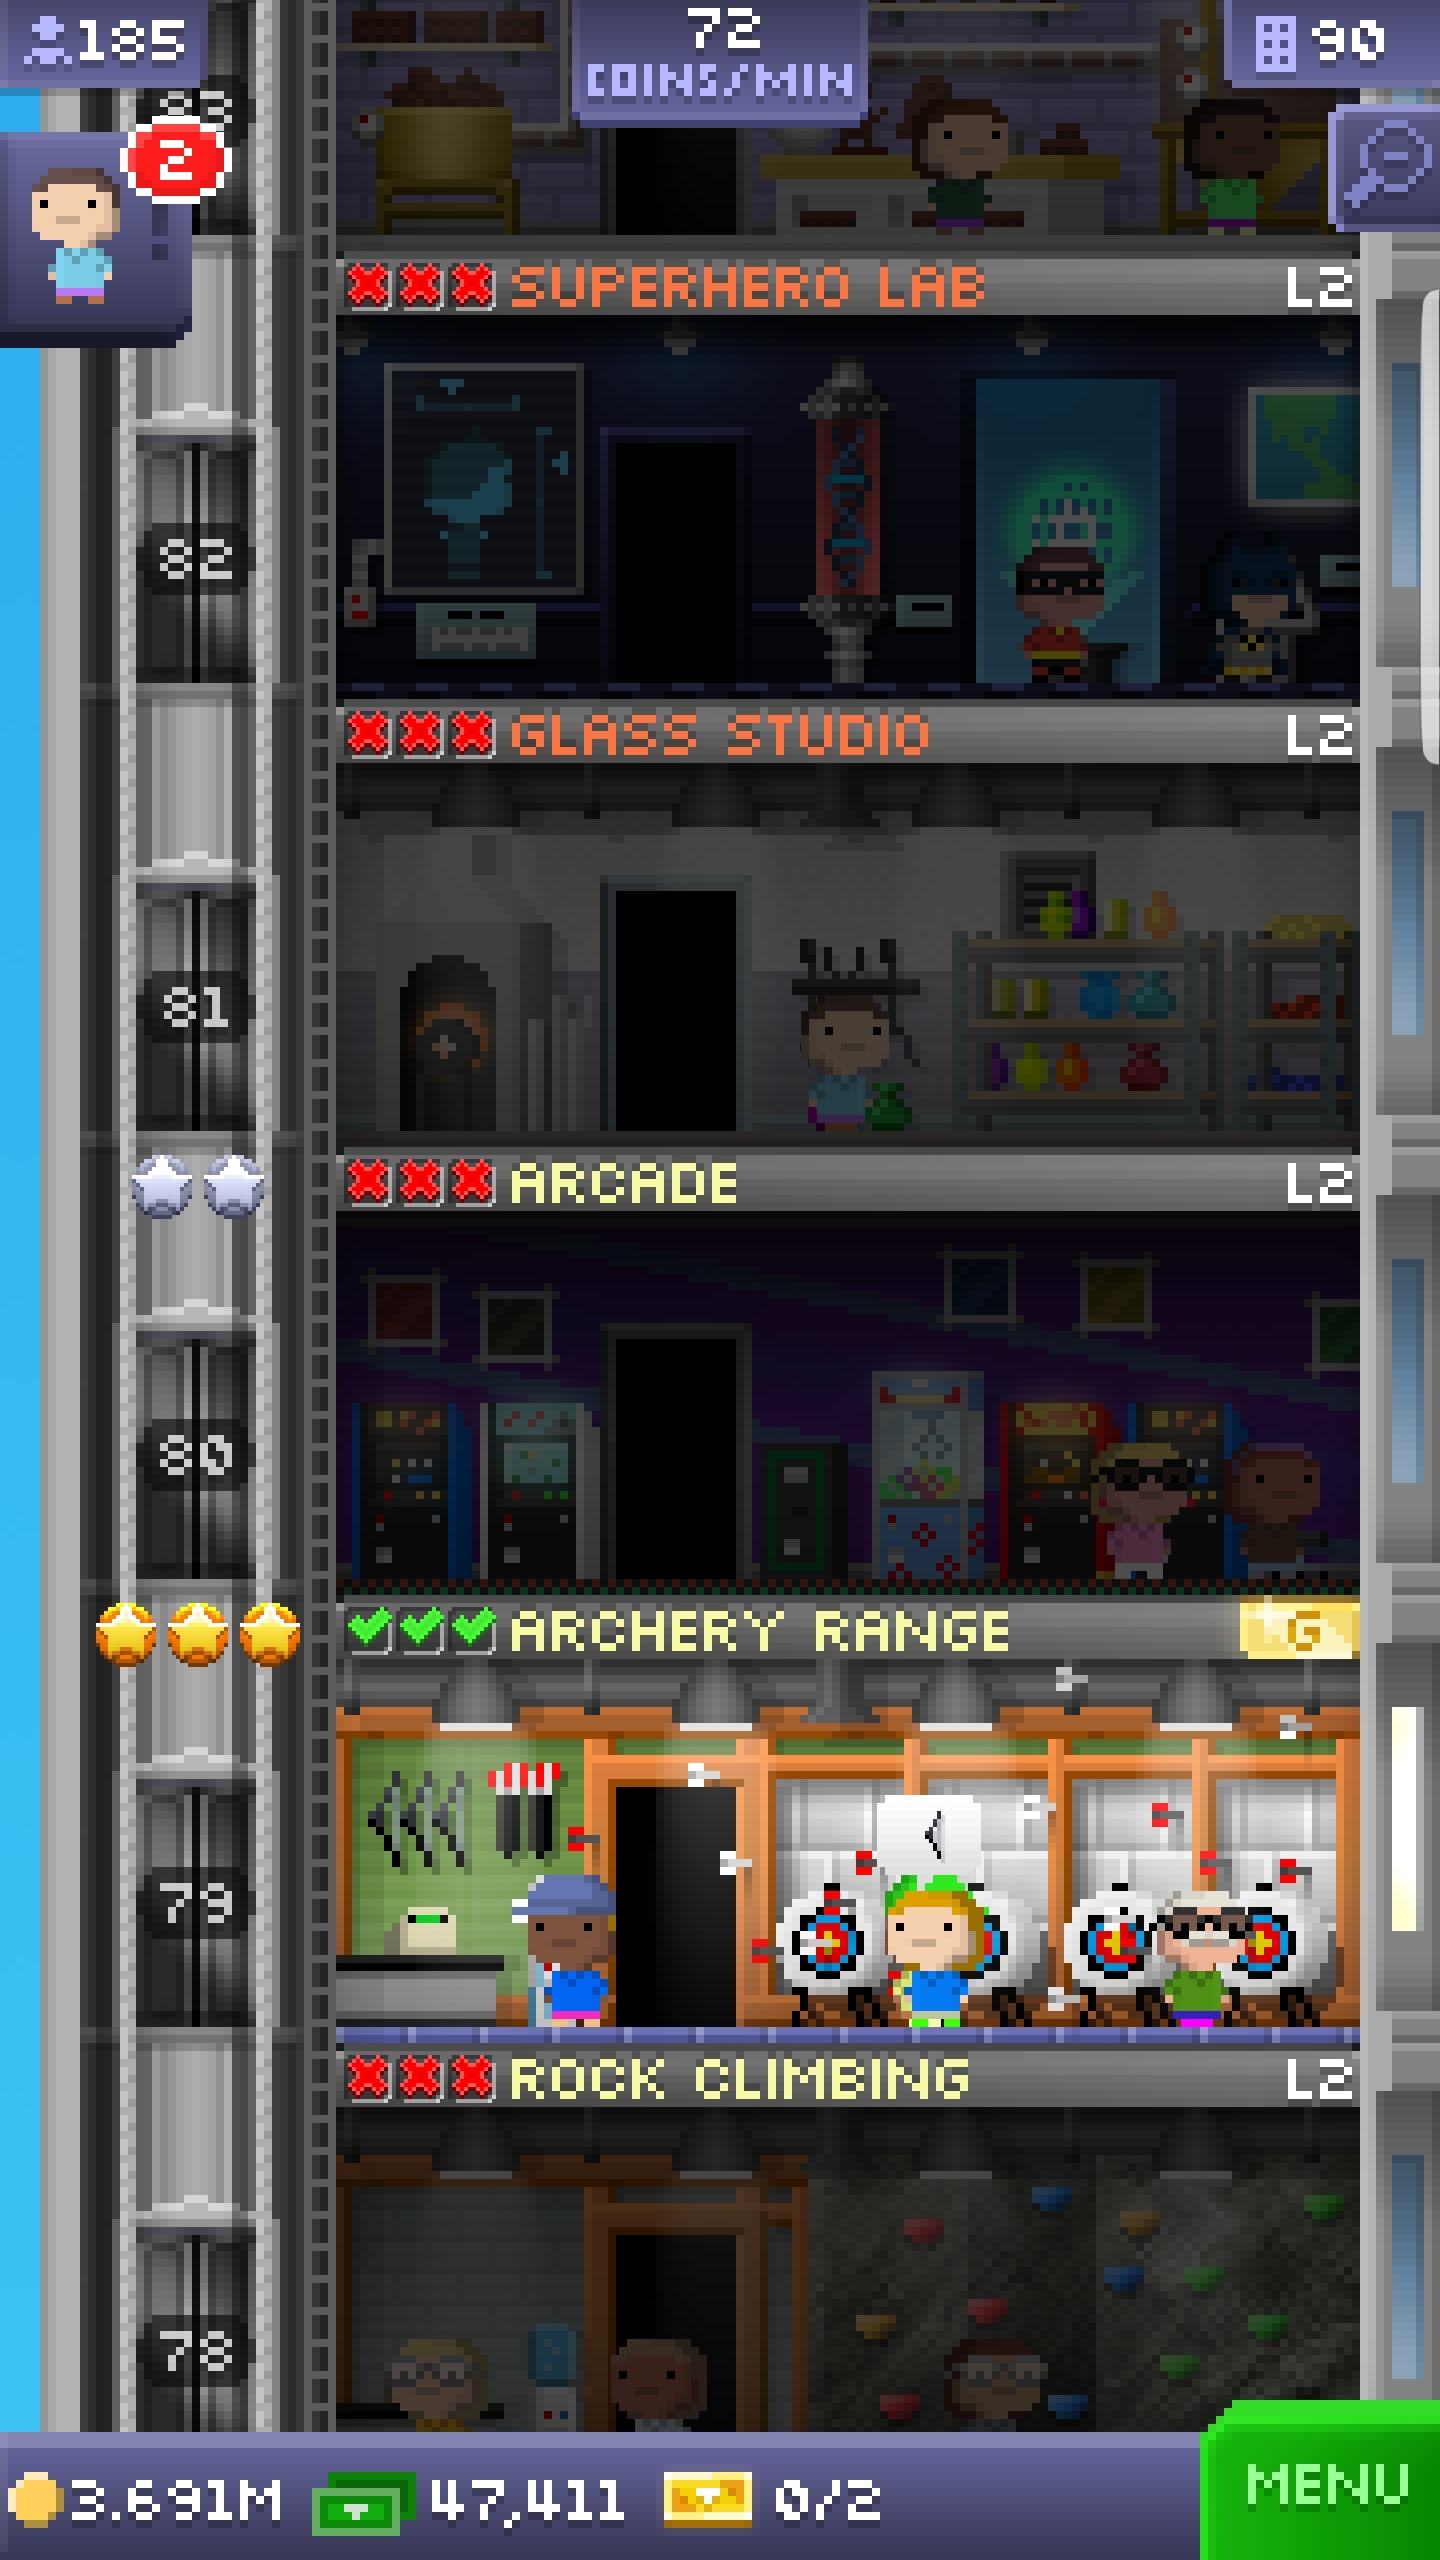 185
72
COINS/MIN
90
83
2
SUPERHERO LAB L2
82
GLASS STUDIO L2
81
ARCADE L2
80
ARCHERY RANGE G
79
ROCK CLIMBING L2
78
3.691M 47,411 0/2
MENU